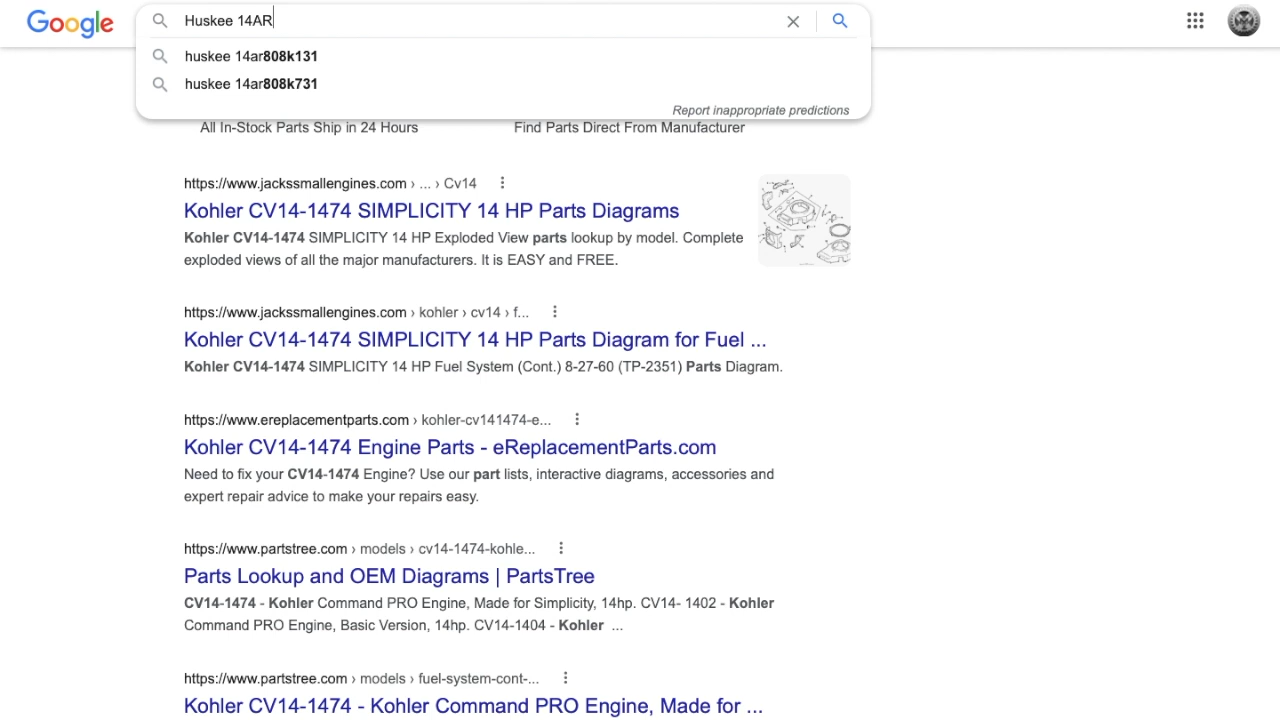 Google
Huskee 14AR
huskee 14ar808k131
huskee 14ar808k731
Report inappropriate predictions
All In-Stock Parts Ship in 24 Hours
Find Parts Direct From Manufacturer
https://www.jackssmallengines.com › ... › Cv14
Kohler CV14-1474 SIMPLICITY 14 HP Parts Diagrams
Kohler CV14-1474 SIMPLICITY 14 HP Exploded View parts lookup by model. Complete
exploded views of all the major manufacturers. It is EASY and FREE.
https://www.jackssmallengines.com › kohler › cv14 › f...
Kohler CV14-1474 SIMPLICITY 14 HP Parts Diagram for Fuel ...
Kohler CV14-1474 SIMPLICITY 14 HP Fuel System (Cont.) 8-27-60 (TP-2351) Parts Diagram.
https://www.ereplacementparts.com › kohler-cv141474-e...
Kohler CV14-1474 Engine Parts - eReplacementParts.com
Need to fix your CV14-1474 Engine? Use our part lists, interactive diagrams, accessories and
expert repair advice to make your repairs easy.
https://www.partstree.com › models › cv14-1474-kohle...
Parts Lookup and OEM Diagrams | PartsTree
CV14-1474 - Kohler Command PRO Engine, Made for Simplicity, 14hp. CV14- 1402 - Kohler
Command PRO Engine, Basic Version, 14hp. CV14-1404 - Kohler ...
https://www.partstree.com › models › fuel-system-cont-...
Kohler CV14-1474 - Kohler Command PRO Engine, Made for ...